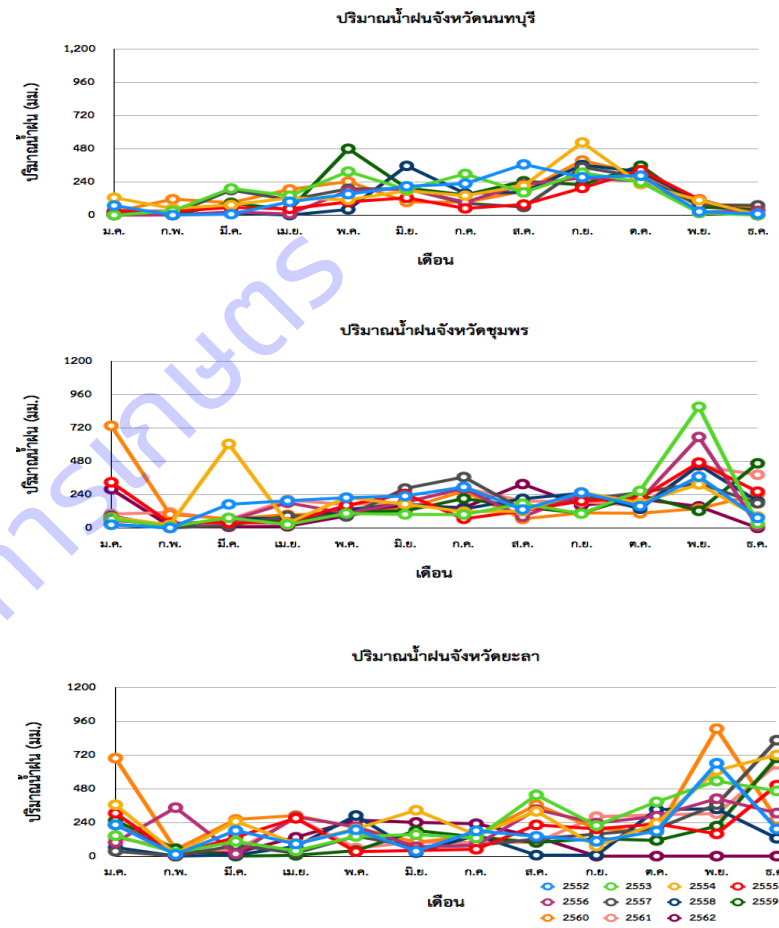 ปริมาณน้ำฝนจังหวัดนนทบุรี
ปริมาณน้ำฝน (มม.)
1,200
960
720
480
240
0
ม.ค. ก.พ. มี.ค. เม.ย. พ.ค. มิ.ย. ก.ค. ส.ค. ก.ย. ต.ค. พ.ย. ธ.ค.
เดือน
ปริมาณน้ำฝนจังหวัดชุมพร
ปริมาณน้ำฝน (มม.)
1200
960
720
480
240
0
ม.ค. ก.พ. มี.ค. เม.ย. พ.ค. มิ.ย. ก.ค. ส.ค. ก.ย. ต.ค. พ.ย. ธ.ค.
เดือน
การเกษตร
ปริมาณน้ำฝนจังหวัดยะลา
ปริมาณน้ำฝน (มม.)
1200
960
720
480
240
0
ม.ค. ก.พ. มี.ค. เม.ย. พ.ค. มิ.ย. ก.ค. ส.ค. ก.ย. ต.ค. พ.ย. ธ.ค.
เดือน
2552 2553 2554 2555
2556 2557 2558 2559
2560 2561 2562